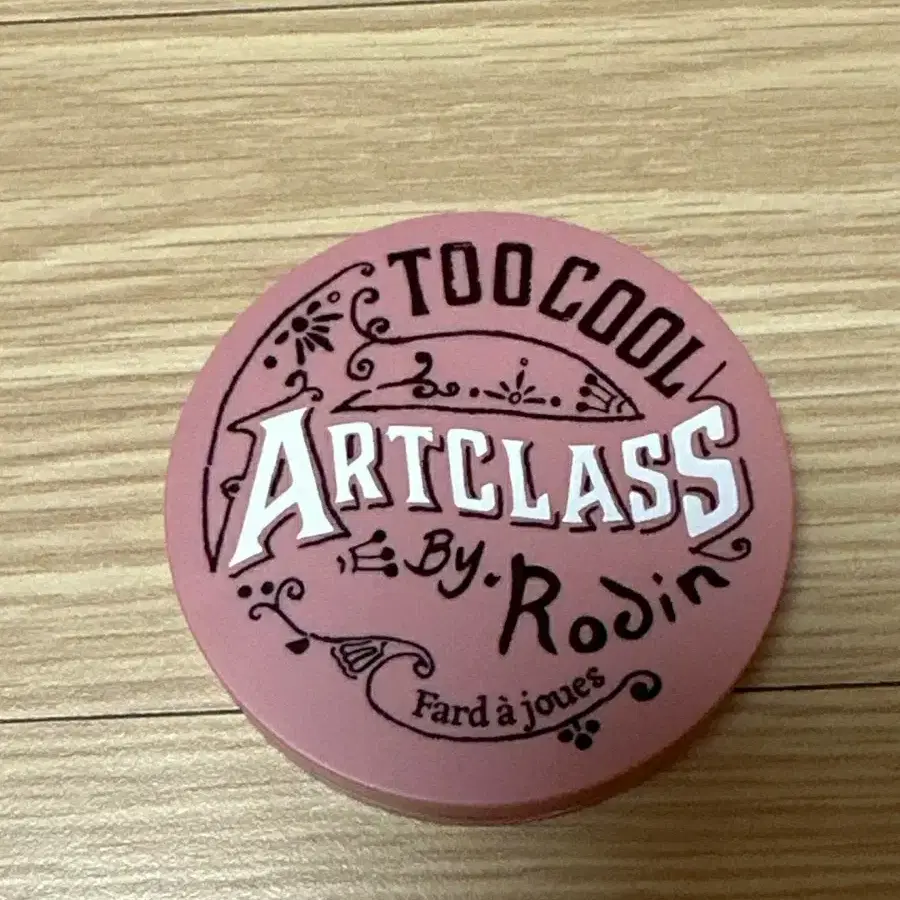 TOO COOL
ARTCLASS
By. Rodin
Fard à joues